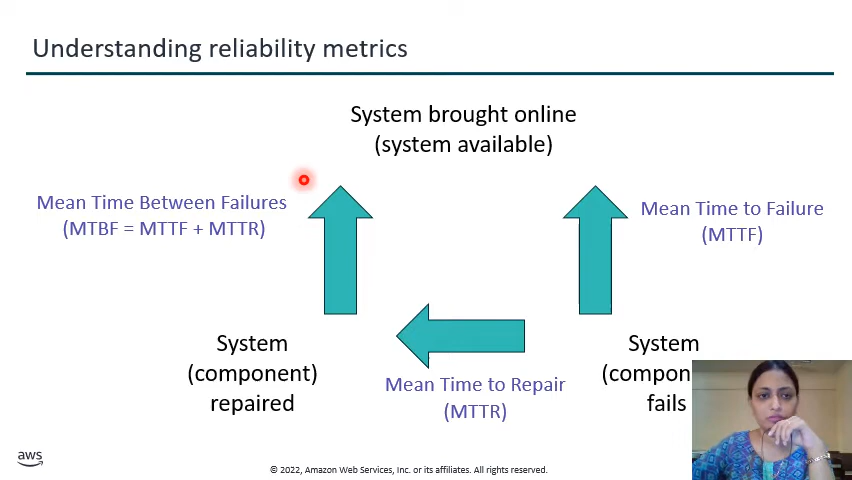 Understanding reliability metrics
System brought online
(system available)
Mean Time Between Failures
(MTBF = MTTF + MTTR)
Mean Time to Failure
(MTTF)
System
(component)
repaired
Mean Time to Repair
(MTTR)
System
(compon
fails
aws
© 2022, Amazon Web Services, Inc. or its affiliates. All rights reserved.